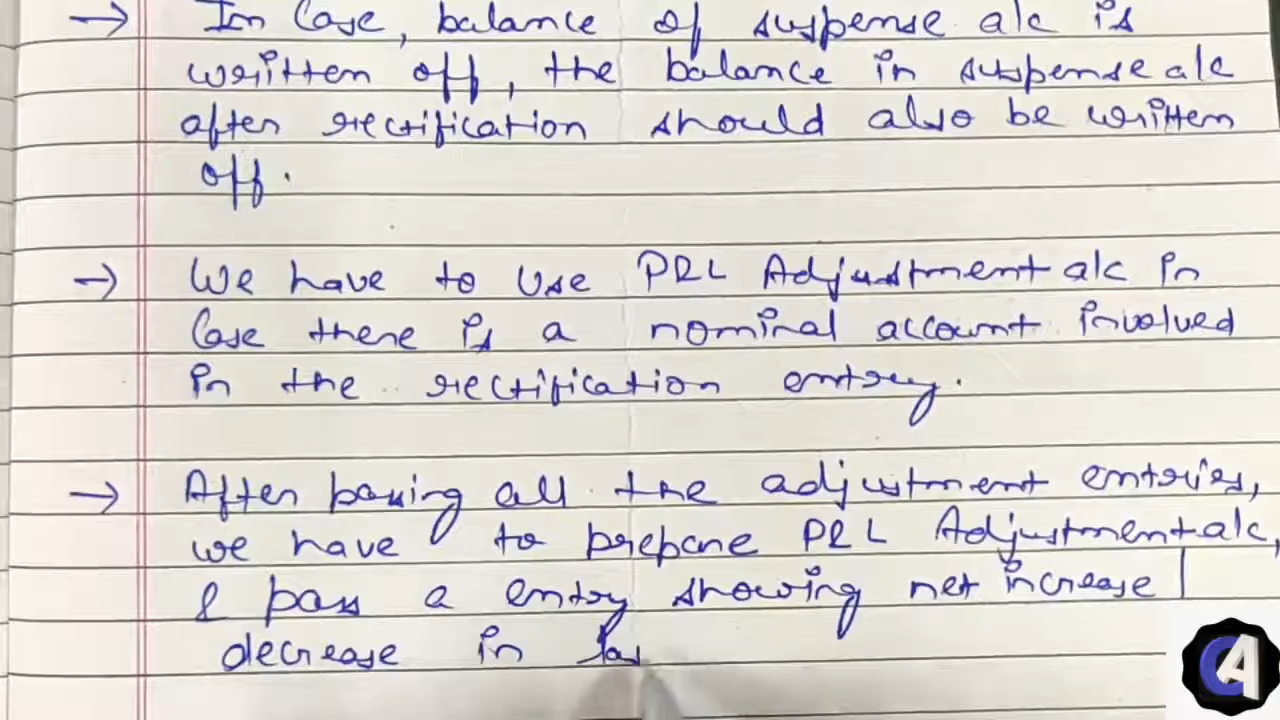 → In Case, balance of suspense a/c is
written off, the balance in suspense a/c
after rectification should also be written
off.
→ We have to use P&L Adjustment a/c in
Case there is a nominal account involved
in the rectification entry.
→ After passing all the adjustment entries,
we have to prepare P&L Adjustment a/c,
& pass a entry showing net increase/
decrease in
CA